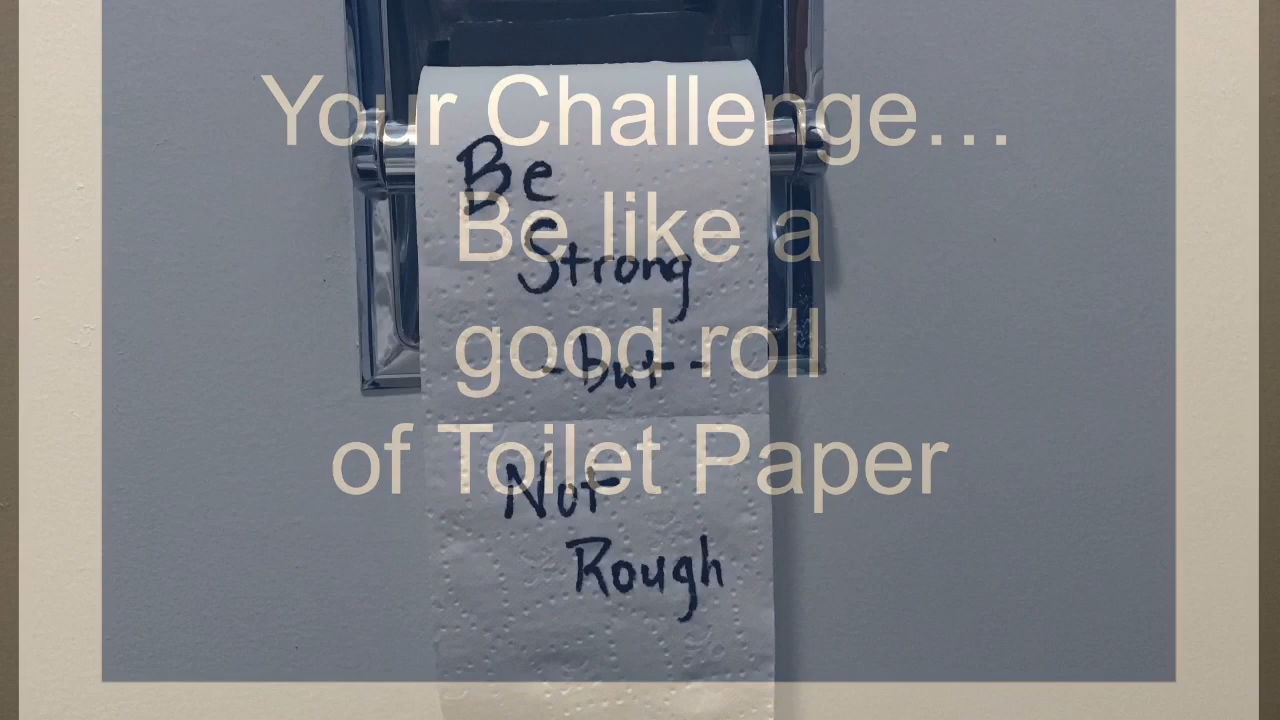 Your Challenge…
Be like a
good roll
of Toilet Paper
Be
Strong
-but-
Not
Rough